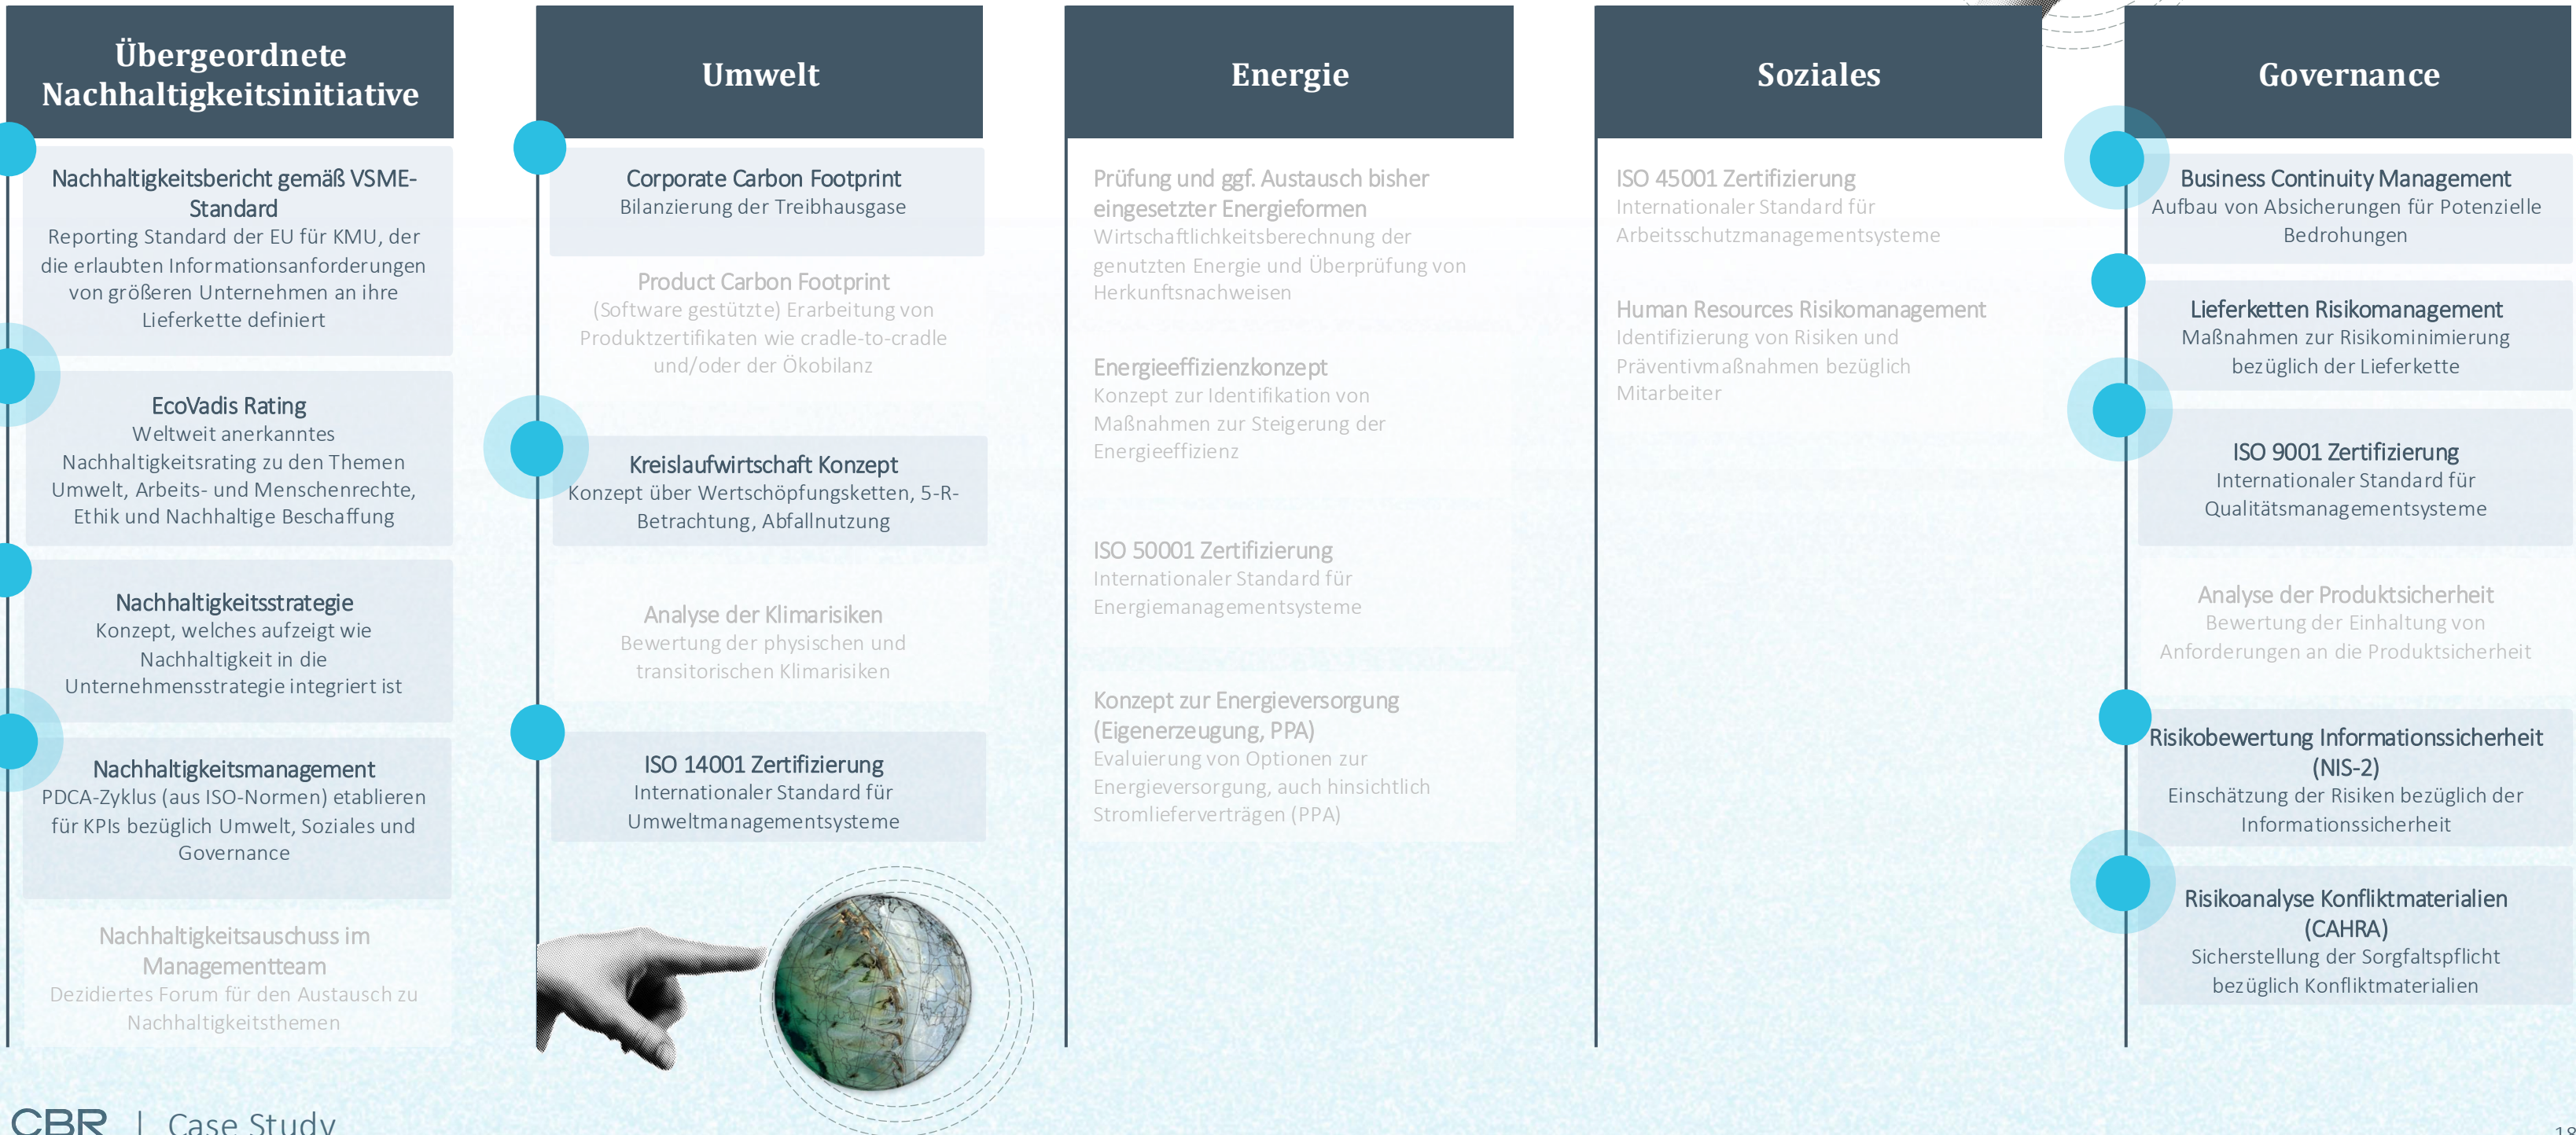 Übergeordnete
Nachhaltigkeitsinitiative
Nachhaltigkeitsbericht gemäß VSME-
Standard
Reporting Standard der EU für KMU, der
die erlaubten Informationsanforderungen
von größeren Unternehmen an ihre
Lieferkette definiert
EcoVadis Rating
Weltweit anerkanntes
Nachhaltigkeitsrating zu den Themen
Umwelt, Arbeits- und Menschenrechte,
Ethik und Nachhaltige Beschaffung
Nachhaltigkeitsstrategie
Konzept, welches aufzeigt wie
Nachhaltigkeit in die
Unternehmensstrategie integriert ist
Nachhaltigkeitsmanagement
PDCA-Zyklus (aus ISO-Normen) etablieren
für KPIs bezüglich Umwelt, Soziales und
Governance
Nachhaltigkeitsauschuss im
Managementteam
Dezidiertes Forum für den Austausch zu
Nachhaltigkeitsthemen
Umwelt
Corporate Carbon Footprint
Bilanzierung der Treibhausgase
Product Carbon Footprint
(Software gestützte) Erarbeitung von
Produktzertifikaten wie cradle-to-cradle
und/oder der Ökobilanz
Kreislaufwirtschaft Konzept
Konzept über Wertschöpfungsketten, 5-R-
Betrachtung, Abfallnutzung
Analyse der Klimarisiken
Bewertung der physischen und
transitorischen Klimarisiken
ISO 14001 Zertifizierung
Internationaler Standard für
Umweltmanagementsysteme
Energie
Prüfung und ggf. Austausch bisher
eingesetzter Energieformen
Wirtschaftlichkeitsberechnung der
genutzten Energie und Überprüfung von
Herkunftsnachweisen
Energieeffizienzkonzept
Konzept zur Identifikation von
Maßnahmen zur Steigerung der
Energieeffizienz
ISO 50001 Zertifizierung
Internationaler Standard für
Energiemanagementsysteme
Konzept zur Energieversorgung
(Eigenerzeugung, PPA)
Evaluierung von Optionen zur
Energieversorgung, auch hinsichtlich
Stromlieferverträgen (PPA)
Soziales
ISO 45001 Zertifizierung
Internationaler Standard für
Arbeitsschutzmanagementsysteme
Human Resources Risikomanagement
Identifizierung von Risiken und
Präventivmaßnahmen bezüglich
Mitarbeiter
Governance
Business Continuity Management
Aufbau von Absicherungen für Potenzielle
Bedrohungen
Lieferketten Risikomanagement
Maßnahmen zur Risikominimierung
bezüglich der Lieferkette
ISO 9001 Zertifizierung
Internationaler Standard für
Qualitätsmanagementsysteme
Analyse der Produktsicherheit
Bewertung der Einhaltung von
Anforderungen an die Produktsicherheit
Risikobewertung Informationssicherheit
(NIS-2)
Einschätzung der Risiken bezüglich der
Informationssicherheit
Risikoanalyse Konfliktmaterialien
(CAHRA)
Sicherstellung der Sorgfaltspflicht
bezüglich Konfliktmaterialien
CBR | Case Study
18